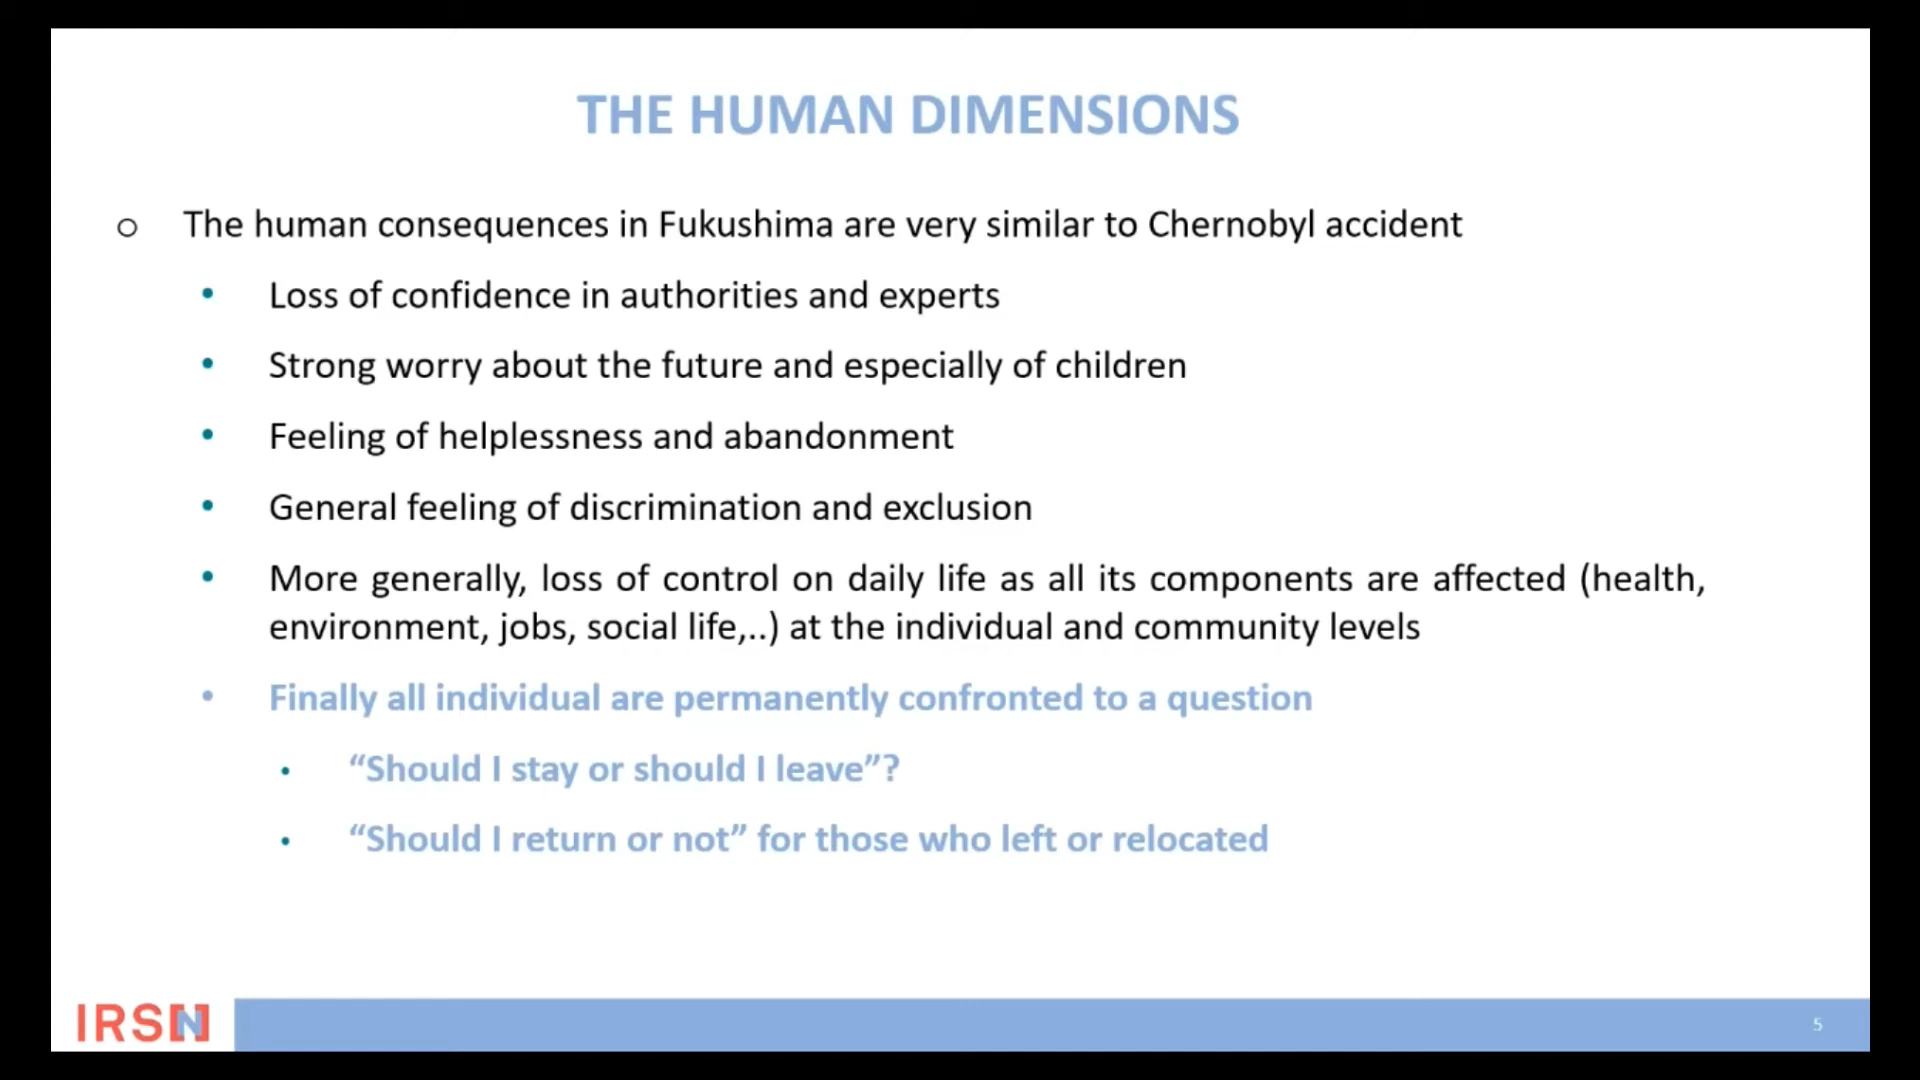 THE HUMAN DIMENSIONS
o The human consequences in Fukushima are very similar to Chernobyl accident
• Loss of confidence in authorities and experts
• Strong worry about the future and especially of children
• Feeling of helplessness and abandonment
• General feeling of discrimination and exclusion
• More generally, loss of control on daily life as all its components are affected (health,
environment, jobs, social life,..) at the individual and community levels
• Finally all individual are permanently confronted to a question
• “Should I stay or should I leave”?
• “Should I return or not” for those who left or relocated
IRSN
5